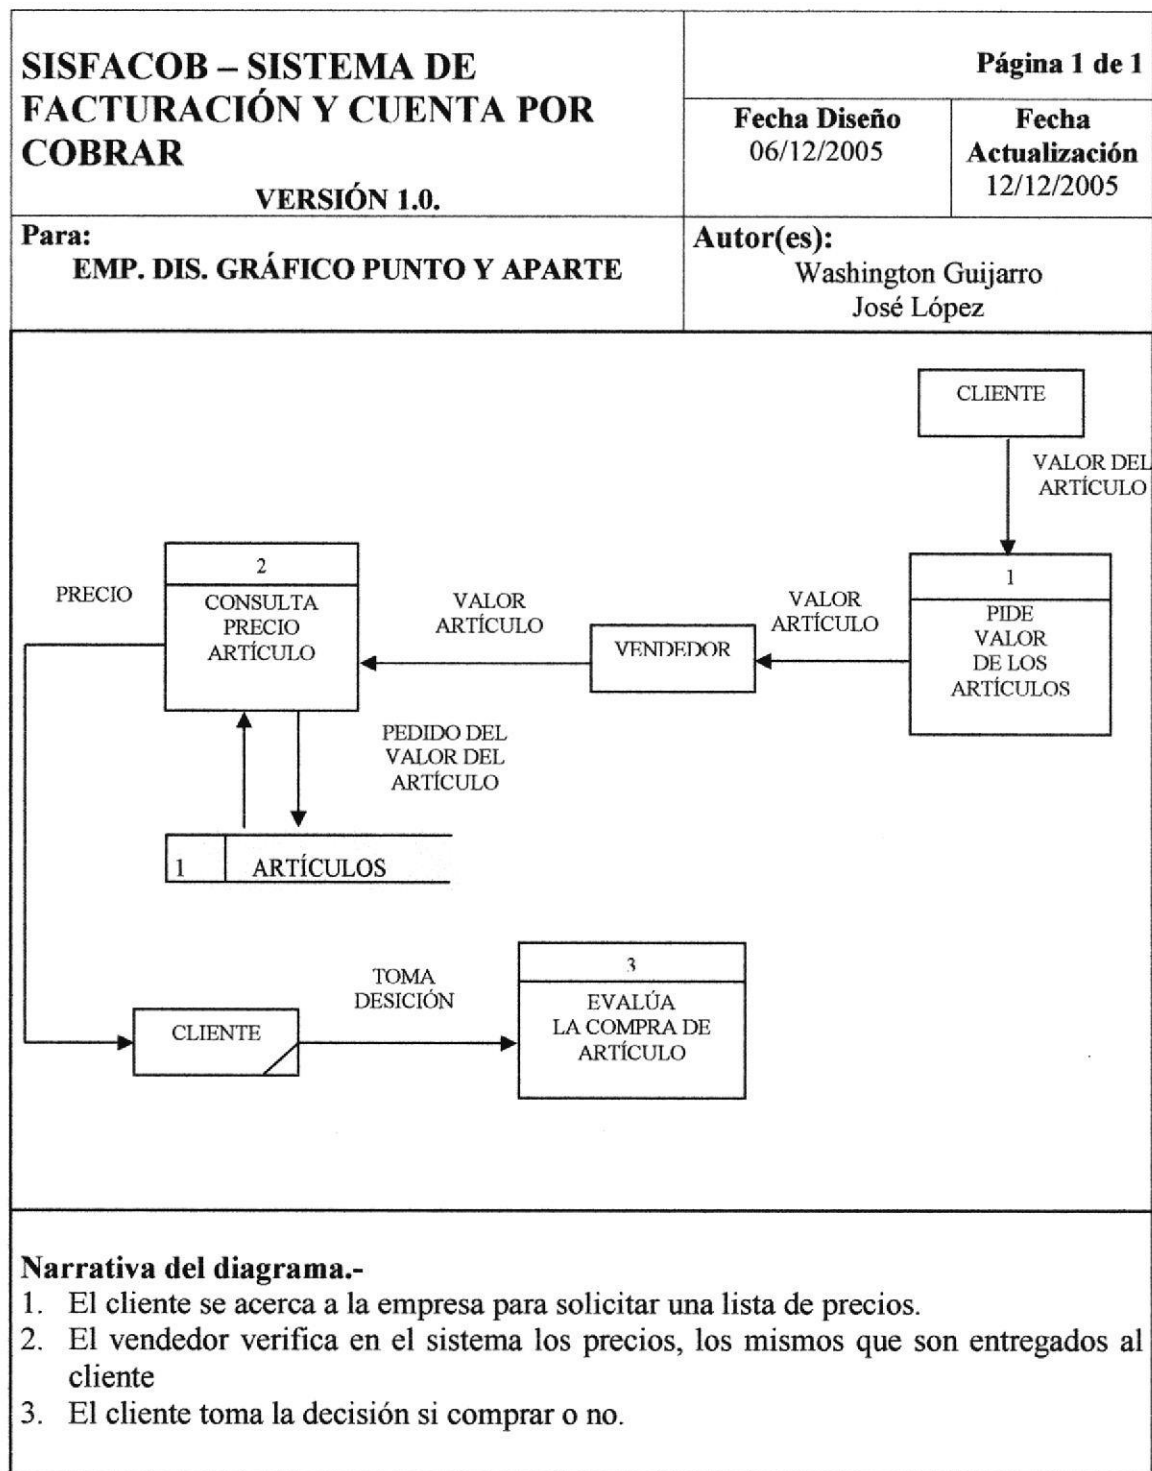 SISFACOB – SISTEMA DE
FACTURACIÓN Y CUENTA POR
COBRAR
VERSIÓN 1.0.
Página 1 de 1
Fecha Diseño
06/12/2005
Fecha
Actualización
12/12/2005
Para:
EMP. DIS. GRÁFICO PUNTO Y APARTE
Autor(es):
Washington Guijarro
José López
CLIENTE
VALOR DEL
ARTÍCULO
1
PIDE
VALOR
DE LOS
ARTÍCULOS
VALOR
ARTÍCULO
VENDEDOR
VALOR
ARTÍCULO
2
CONSULTA
PRECIO
ARTÍCULO
PRECIO
PEDIDO DEL
VALOR DEL
ARTÍCULO
1 ARTÍCULOS
CLIENTE
TOMA
DESICIÓN
3
EVALÚA
LA COMPRA DE
ARTÍCULO
Narrativa del diagrama.-
1. El cliente se acerca a la empresa para solicitar una lista de precios.
2. El vendedor verifica en el sistema los precios, los mismos que son entregados al
cliente
3. El cliente toma la decisión si comprar o no.